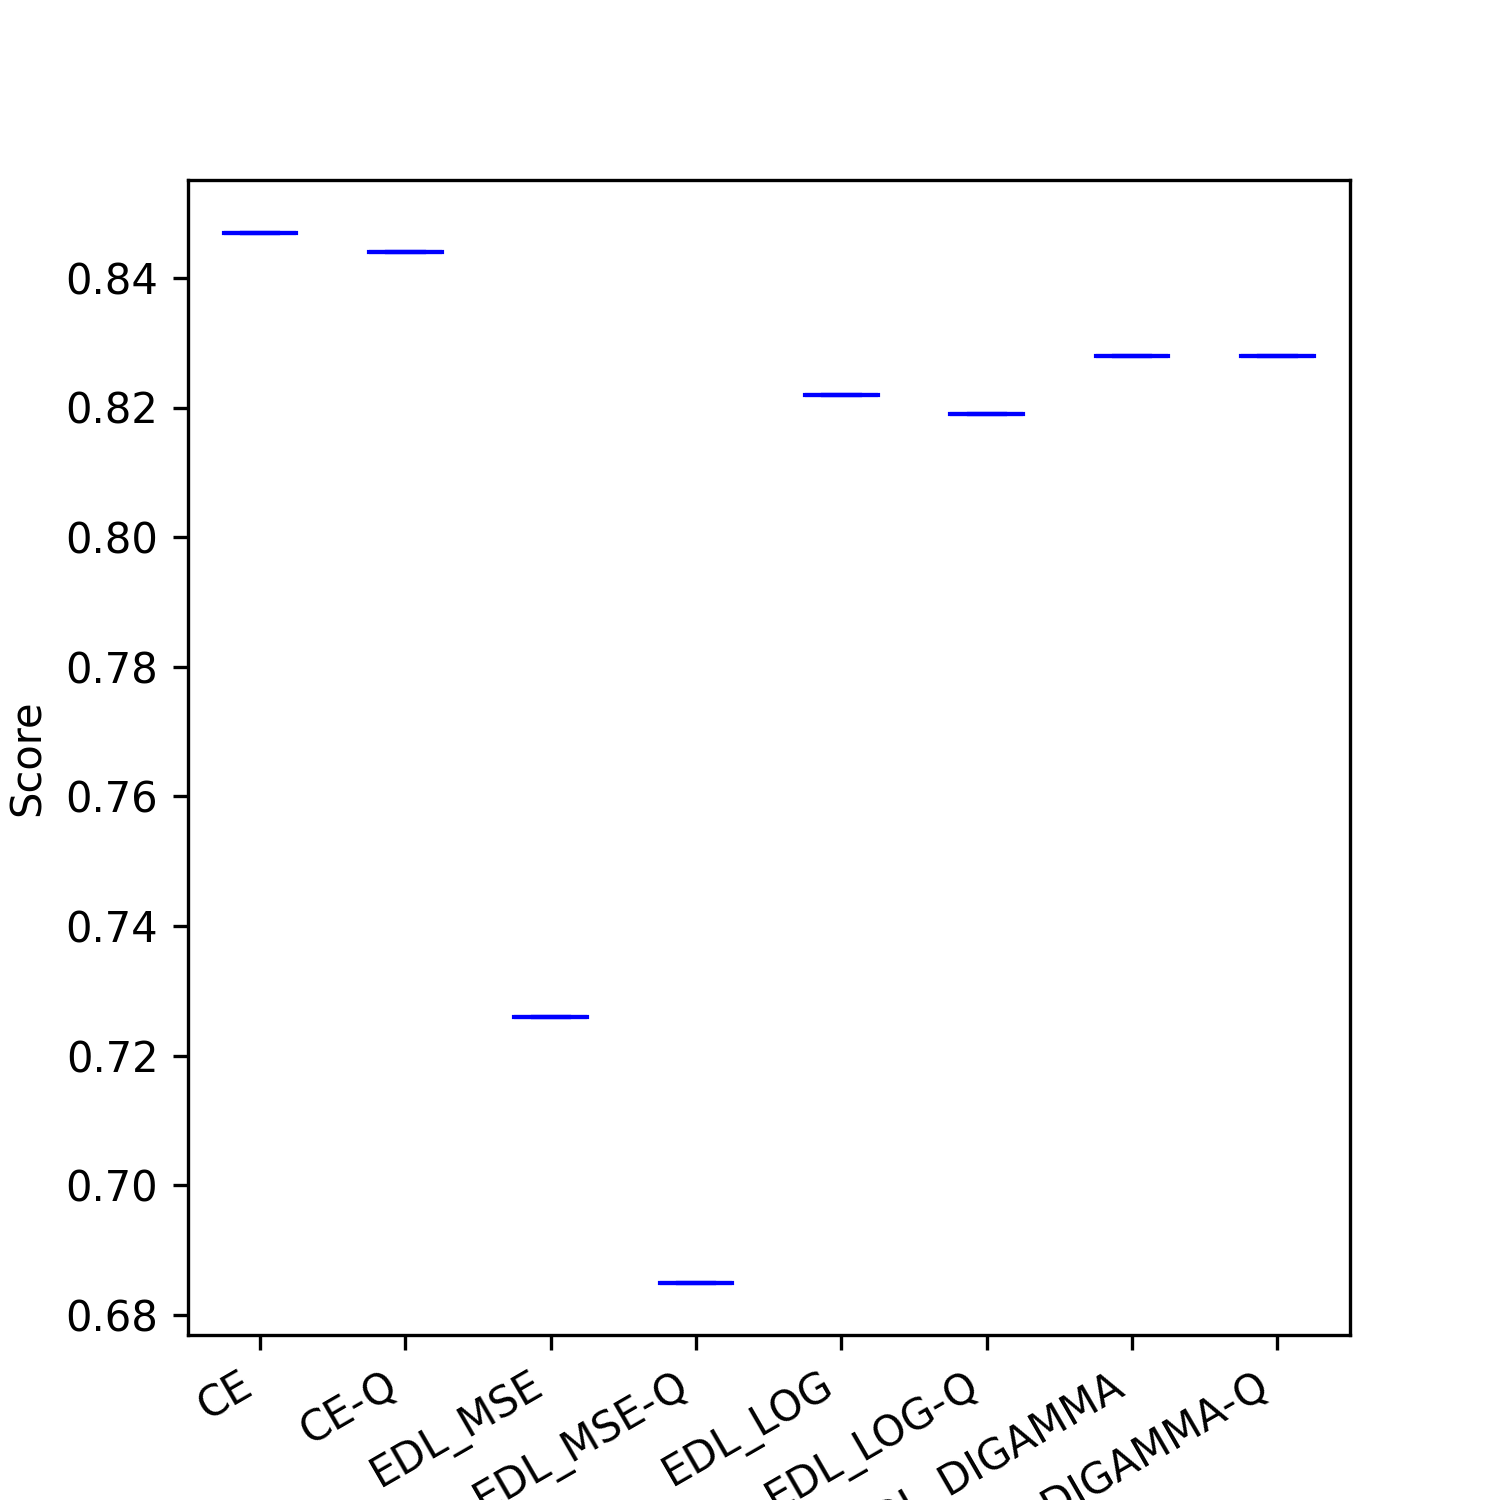 0.84
0.82
0.80
0.78
0.76
0.74
0.72
0.70
0.68
Score
CE
CE-Q
EDL_MSE
EDL_MSE-Q
EDL_LOG
EDL_LOG-Q
DIGAMMA
DIGAMMA-Q